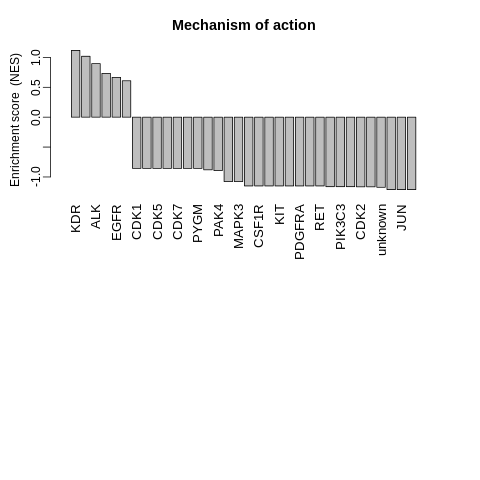 Mechanism of action
Enrichment score  (NES)
1.0
0.5
0.0
-1.0
KDR
ALK
EGFR
CDK1
CDK5
CDK7
PYGM
PAK4
MAPK3
CSF1R
KIT
PDGFRA
RET
PIK3C3
CDK2
unknown
JUN